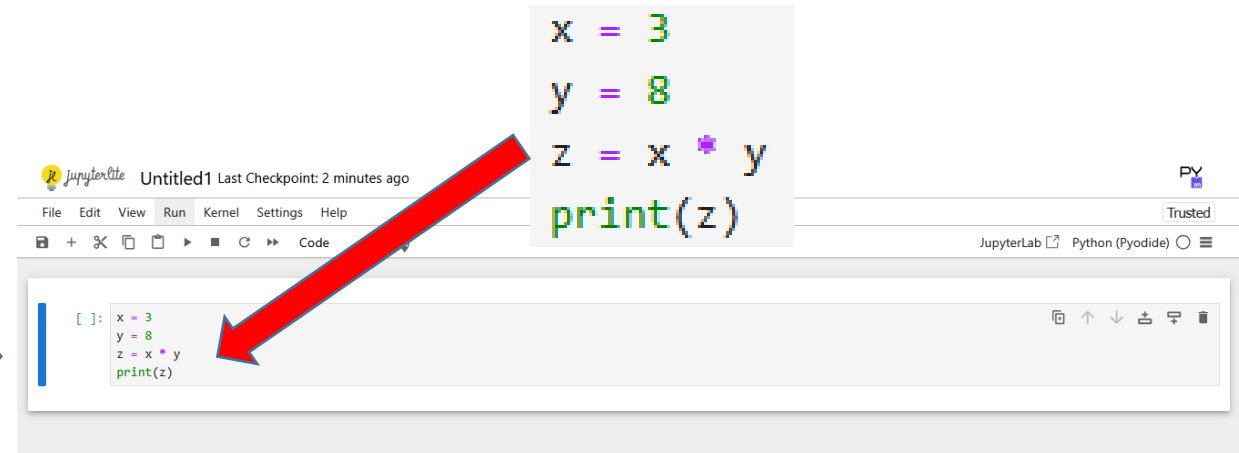 x = 3
y = 8
z = x * y
print(z)
jupyterlite Untitled1 Last Checkpoint: 2 minutes ago
PY
File Edit View Run Kernel Settings Help
Trusted
Code
JupyterLab Python (Pyodide)
[ ]: x = 3
y = 8
z = x * y
print(z)